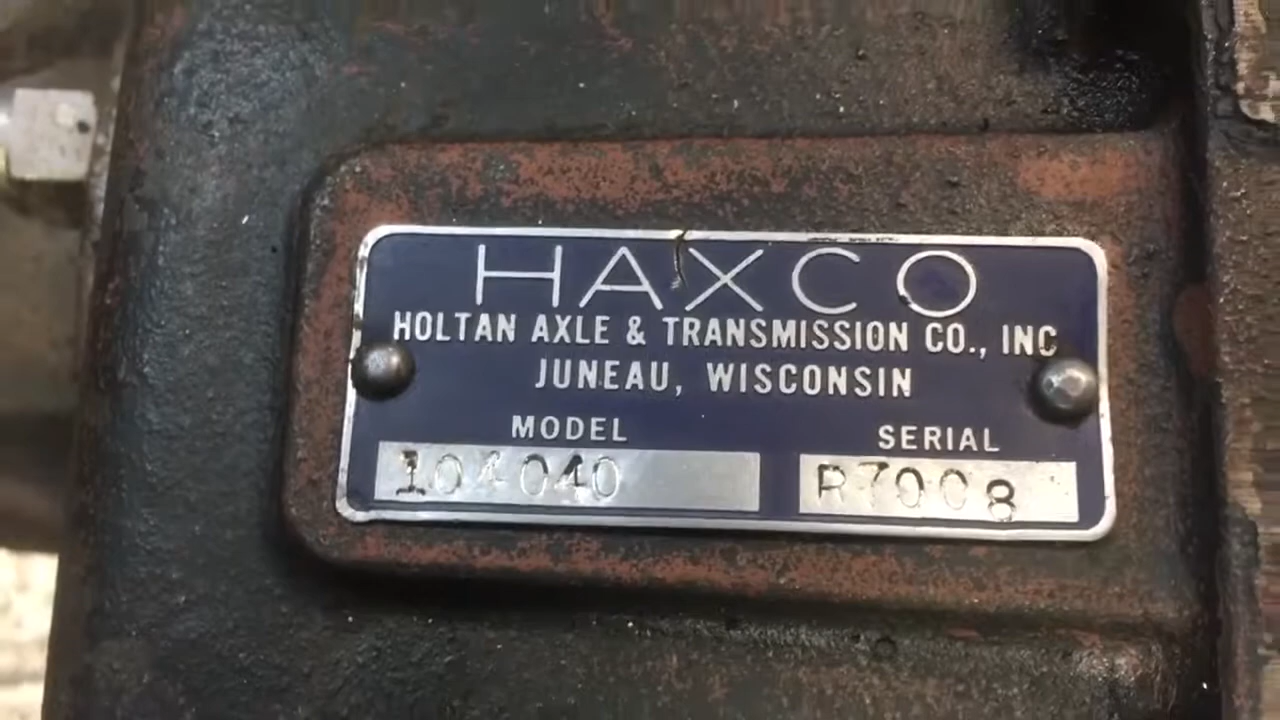 HAXCO
HOLTAN AXLE & TRANSMISSION CO., INC
JUNEAU, WISCONSIN
MODEL SERIAL
104040 R7008